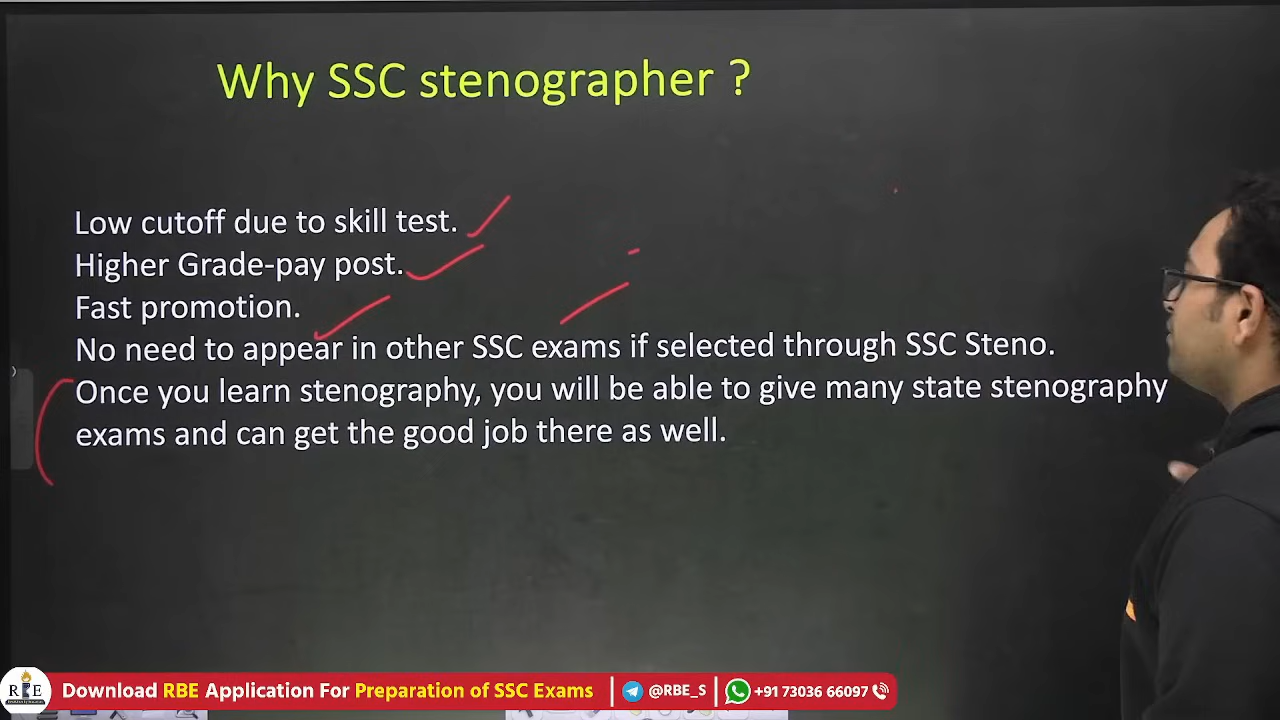 Why SSC stenographer ?
Low cutoff due to skill test.
Higher Grade-pay post.
Fast promotion.
No need to appear in other SSC exams if selected through SSC Steno.
Once you learn stenography, you will be able to give many state stenography
exams and can get the good job there as well.
RBE
Download RBE Application For Preparation of SSC Exams
@RBE_S
+91 73036 66097